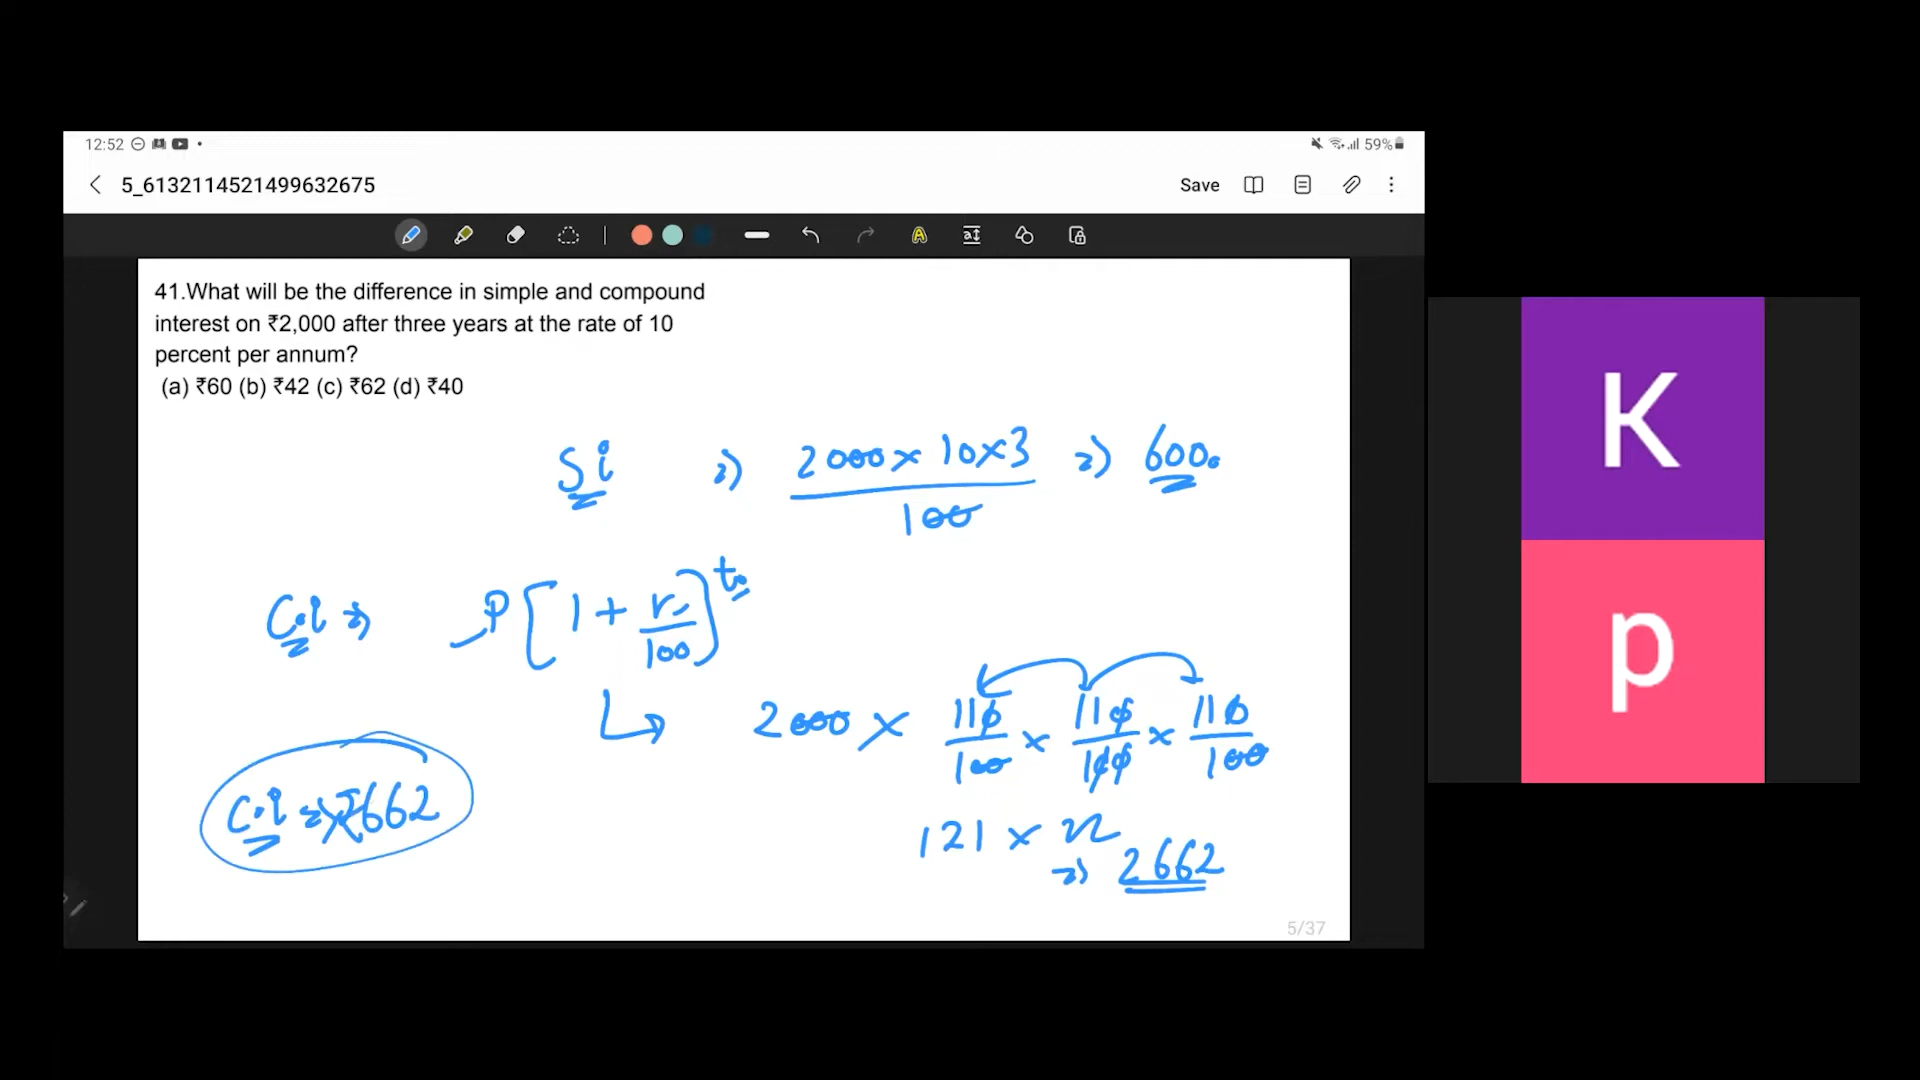 12:52
59%
5_6132114521499632675
Save
41.What will be the difference in simple and compound
interest on ₹2,000 after three years at the rate of 10
percent per annum?
(a) ₹60 (b) ₹42 (c) ₹62 (d) ₹40
Si ⇒ 2000 × 10×3 ⇒ 600.
100
C.i ⇒ P[1 + r
100]t
2000 × 110 × 110 × 110
100 100 100
C.i ⇒ 662
121 × 22
⇒ 2662
5/37
K
p